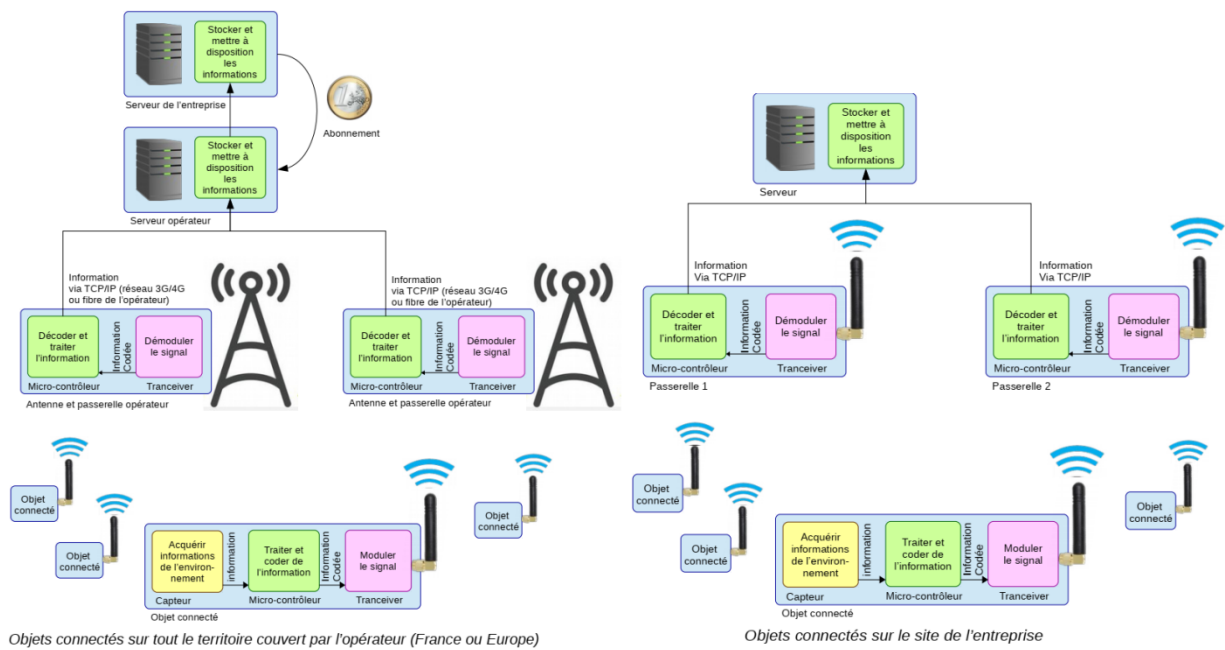 Stocker et
mettre à
disposition
les
informations
Serveur de l'entreprise
Abonnement
Stocker et
mettre à
disposition
les
informations
Serveur opérateur
Information
via TCP/IP (réseau 3G/4G
ou fibre de l'opérateur)
Décoder et
traiter
l'information
Information
Codée
Démoduler
le signal
Micro-contrôleur
Tranceiver
Antenne et passerelle opérateur
Information
via TCP/IP (réseau 3G/4G
ou fibre de l'opérateur)
Décoder et
traiter
l'information
Information
Codée
Démoduler
le signal
Micro-contrôleur
Tranceiver
Antenne et passerelle opérateur
Objet
connecté
Objet
connecté
Objet
connecté
Acquérir
informations
de l'environ-
nement
information
Traiter et
coder de
l'information
Information
Codée
Moduler
le signal
Capteur
Micro-contrôleur
Tranceiver
Objet connecté
Objets connectés sur tout le territoire couvert par l'opérateur (France ou Europe)
Stocker et
mettre à
disposition
les
informations
Serveur
Information
Via TCP/IP
Décoder et
traiter
l'information
Information
Codée
Démoduler
le signal
Micro-contrôleur
Tranceiver
Passerelle 1
Information
Via TCP/IP
Décoder et
traiter
l'information
Information
Codée
Démoduler
le signal
Micro-contrôleur
Tranceiver
Passerelle 2
Objet
connecté
Objet
connecté
Objet
connecté
Acquérir
informations
de l'environ-
nement
information
Traiter et
coder de
l'information
Information
Codée
Moduler
le signal
Capteur
Micro-contrôleur
Tranceiver
Objet connecté
Objets connectés sur le site de l'entreprise